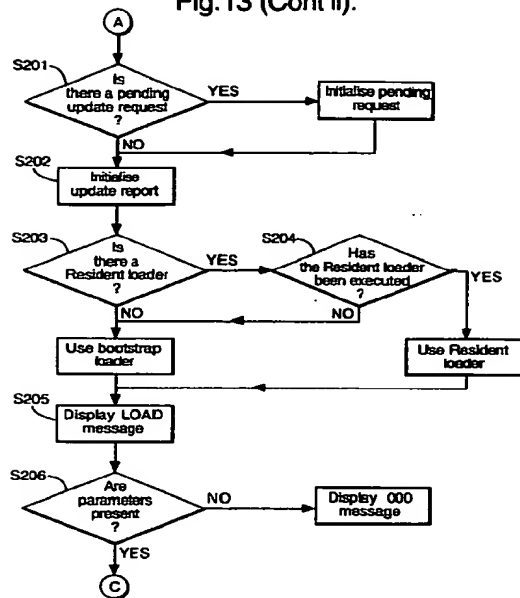 Fig.13 (Cont'd).
A
S201
Is
there a pending
update request
?
YES
Initialise pending
request
NO
S202
Initialise
update report
S203
Is
there a
Resident loader
?
YES
S204
Has
the Resident loader
been executed
?
YES
NO
NO
Use bootstrap
loader
Use Resident
loader
S205
Display LOAD
message
S206
Are
parameters
present
?
NO
Display 000
message
YES
C